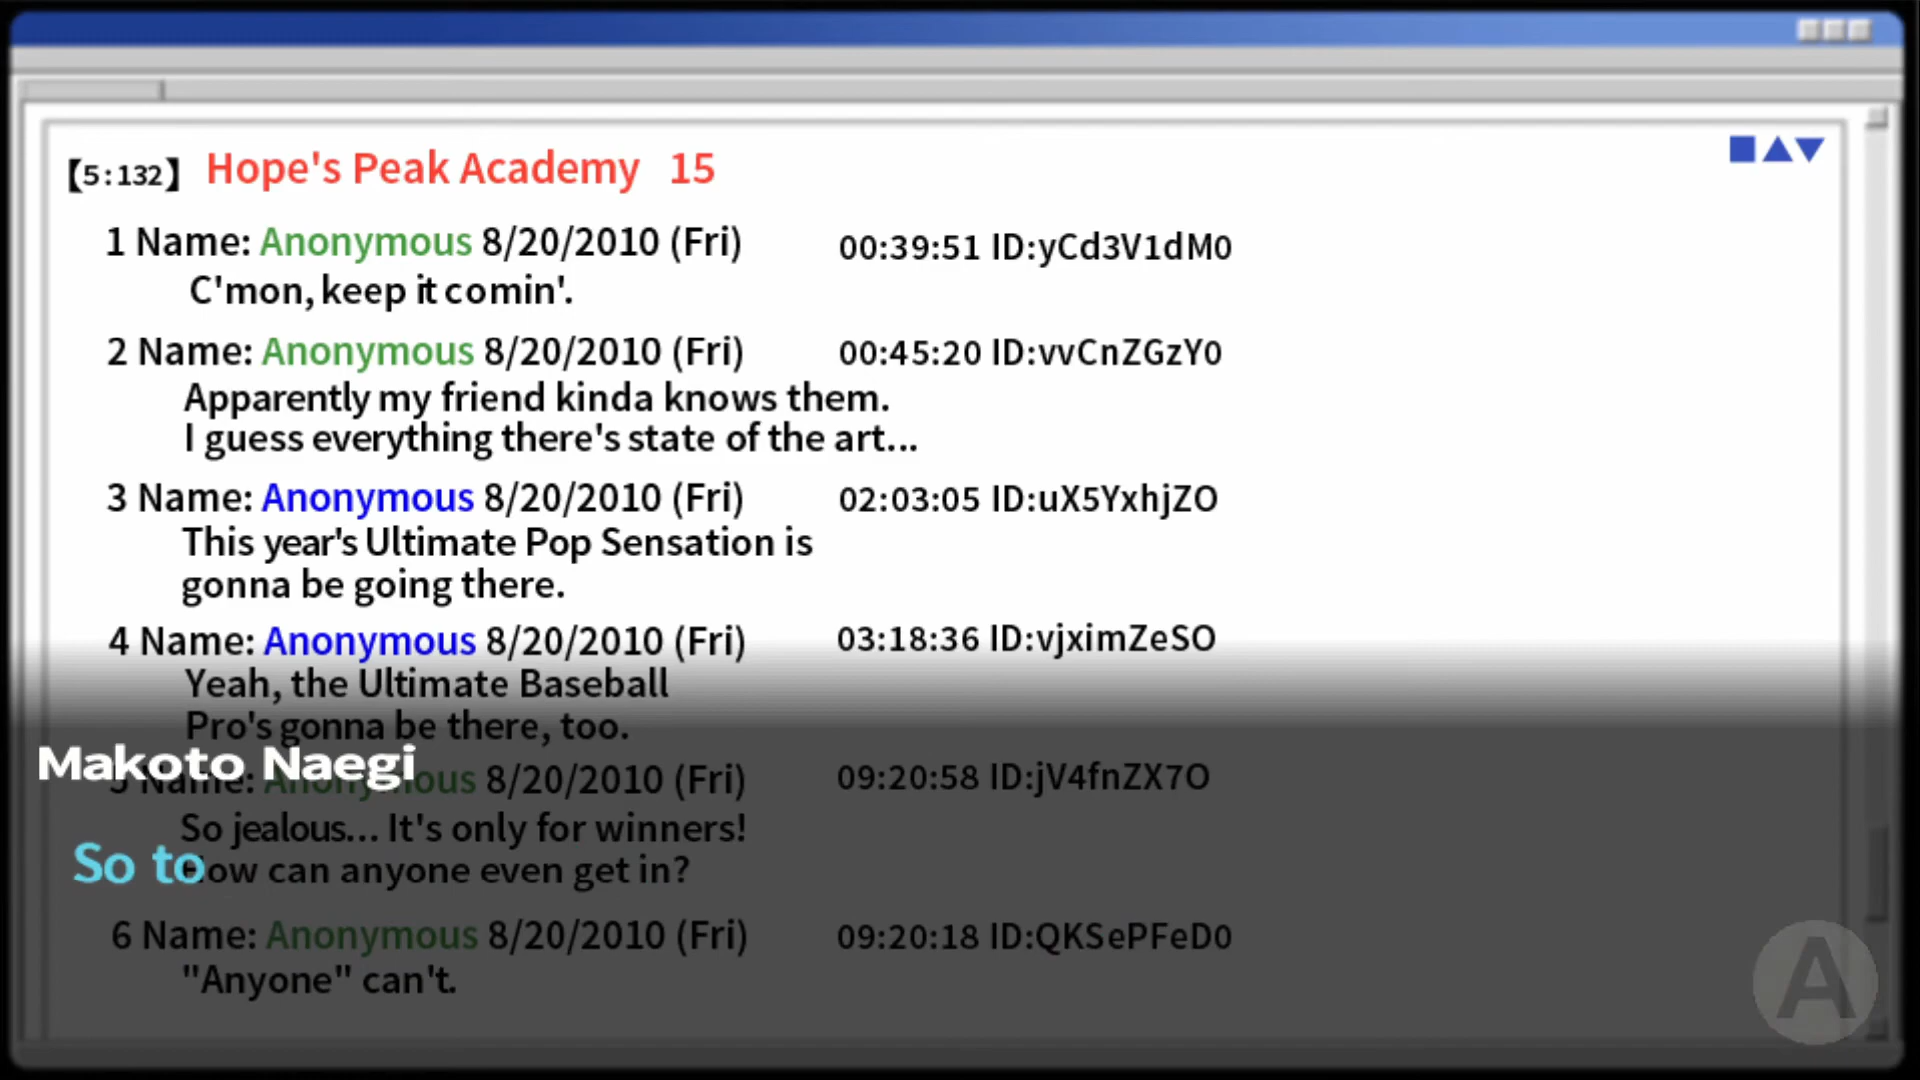 【5:132】 Hope's Peak Academy 15
1 Name: Anonymous 8/20/2010 (Fri) 00:39:51 ID:yCd3V1dM0
C'mon, keep it comin'.
2 Name: Anonymous 8/20/2010 (Fri) 00:45:20 ID:vvCnZGzY0
Apparently my friend kinda knows them.
I guess everything there's state of the art...
3 Name: Anonymous 8/20/2010 (Fri) 02:03:05 ID:uX5YxhjZO
This year's Ultimate Pop Sensation is
gonna be going there.
4 Name: Anonymous 8/20/2010 (Fri) 03:18:36 ID:vjximZeSO
Yeah, the Ultimate Baseball
Pro's gonna be there, too.
5 Name: Anonymous 8/20/2010 (Fri) 09:20:58 ID:jV4fnZX7O
So jealous... It's only for winners!
How can anyone even get in?
6 Name: Anonymous 8/20/2010 (Fri) 09:20:18 ID:QKSePFeD0
"Anyone" can't.
Makoto Naegi
So to
A